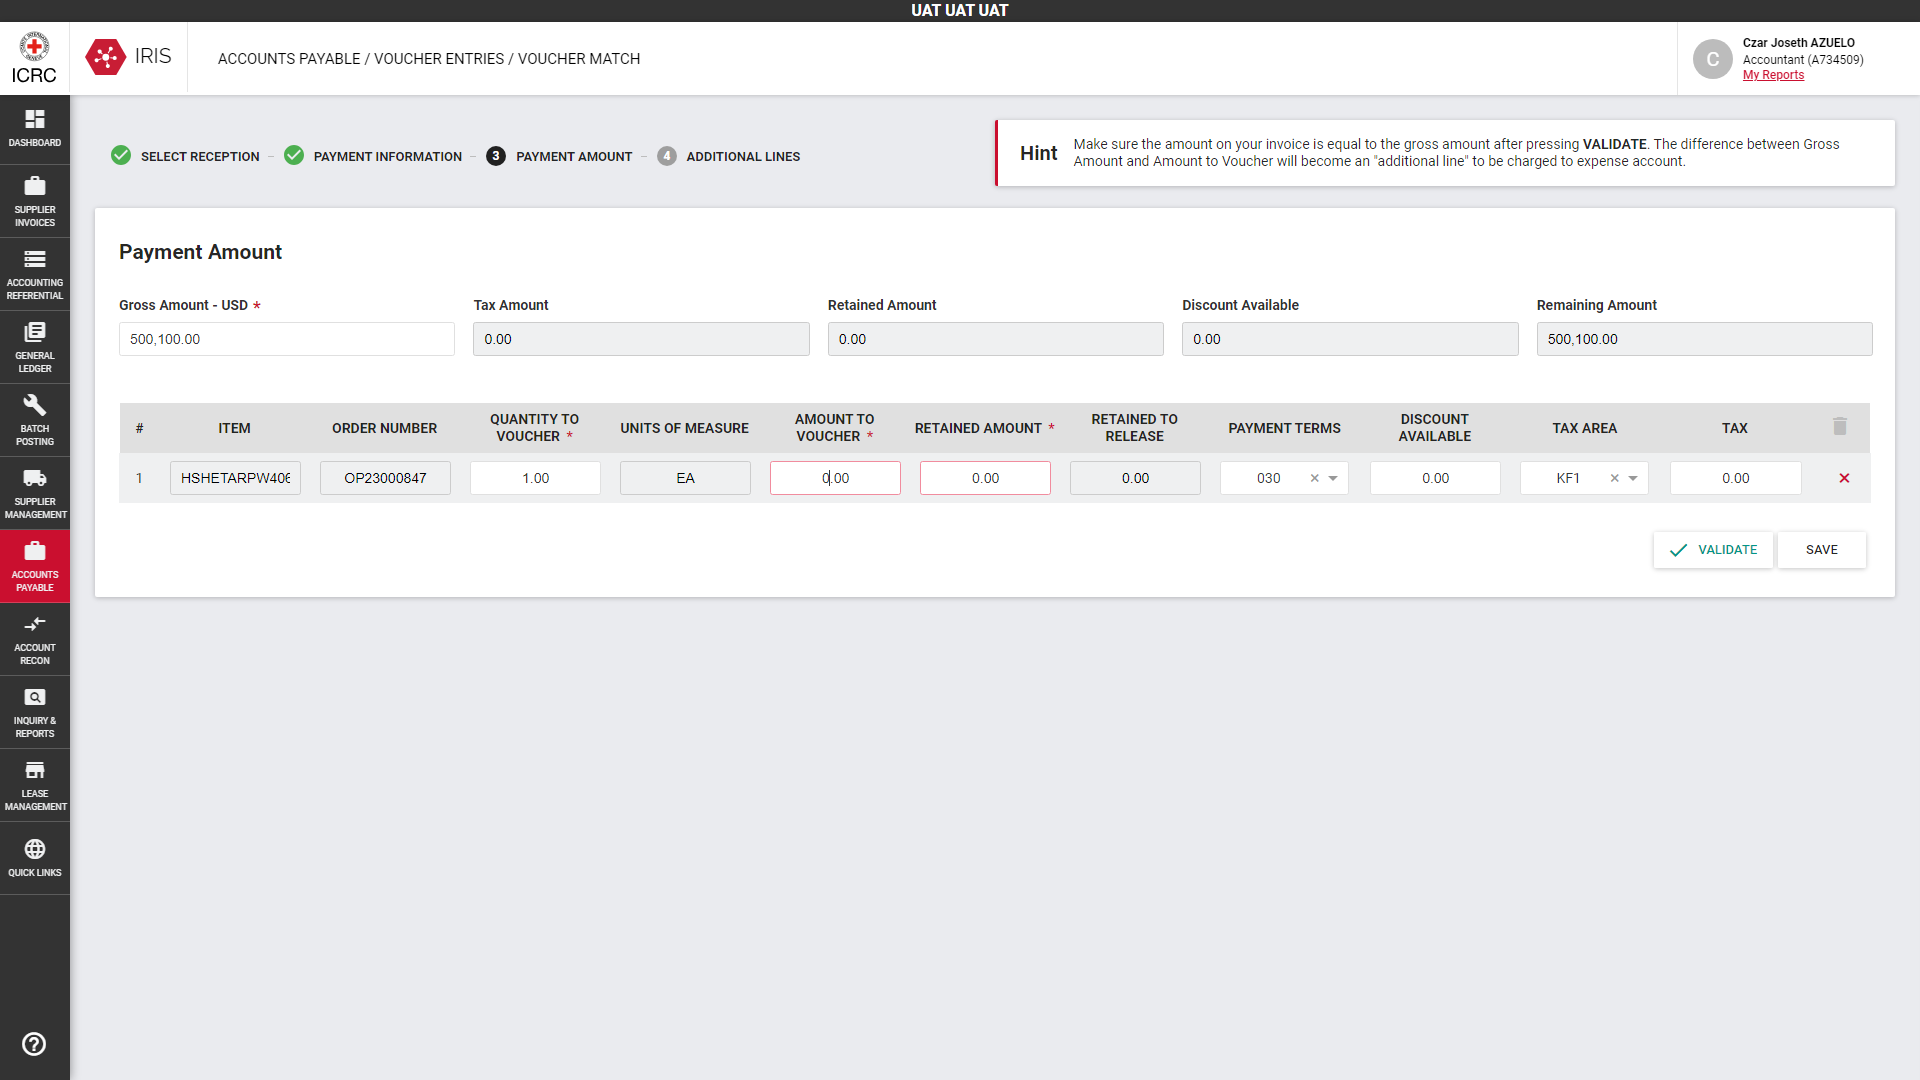 UAT UAT UAT
ICRC
IRIS
ACCOUNTS PAYABLE / VOUCHER ENTRIES / VOUCHER MATCH
C
Czar Joseth AZUELO
Accountant (A734509)
My Reports
DASHBOARD
SUPPLIER
INVOICES
ACCOUNTING
REFERENTIAL
GENERAL
LEDGER
BATCH
POSTING
SUPPLIER
MANAGEMENT
ACCOUNTS
PAYABLE
ACCOUNT
RECON
INQUIRY &
REPORTS
LEASE
MANAGEMENT
QUICK LINKS
SELECT RECEPTION
PAYMENT INFORMATION
3 PAYMENT AMOUNT
4 ADDITIONAL LINES
Hint
Make sure the amount on your invoice is equal to the gross amount after pressing VALIDATE. The difference between Gross
Amount and Amount to Voucher will become an "additional line" to be charged to expense account.
Payment Amount
Gross Amount - USD * Tax Amount Retained Amount Discount Available Remaining Amount
500,100.00 0.00 0.00 0.00 500,100.00
# ITEM ORDER NUMBER QUANTITY TO VOUCHER * UNITS OF MEASURE AMOUNT TO VOUCHER * RETAINED AMOUNT * RETAINED TO RELEASE PAYMENT TERMS DISCOUNT AVAILABLE TAX AREA TAX
1 HSHETARPW406 OP23000847 1.00 EA 0.00 0.00 0.00 030 0.00 KF1 0.00
VALIDATE SAVE